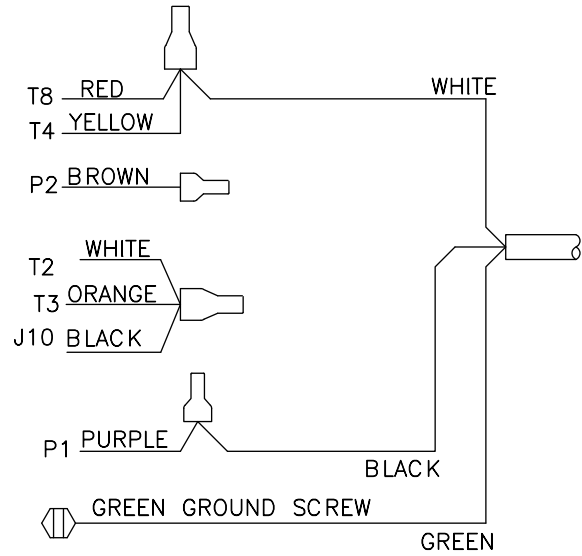 T8 RED WHITE
T4 YELLOW
P2 BROWN
T2 WHITE
T3 ORANGE
J10 BLACK
P1 PURPLE
BLACK
GREEN GROUND SCREW
GREEN